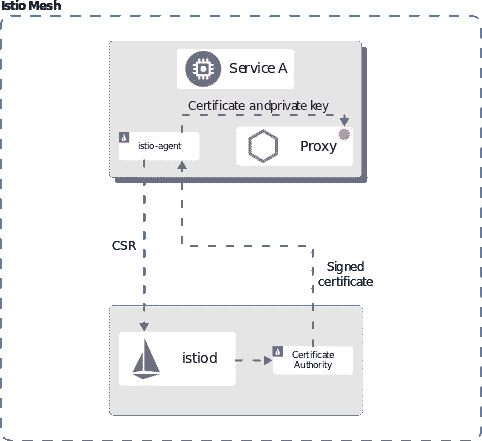 Istio Mesh
Service A
Certificate andprivate key
istio-agent
Proxy
CSR
Signed
certificate
istiod
Certificate
Authority